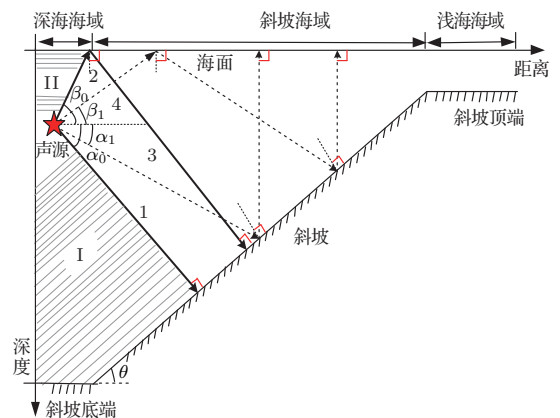 深海海域
斜坡海域
浅海海域
海面
距离
II
2
β₀
β₁
4
斜坡顶端
声源
α₁
α₀
3
1
斜坡
I
深度
θ
斜坡底端